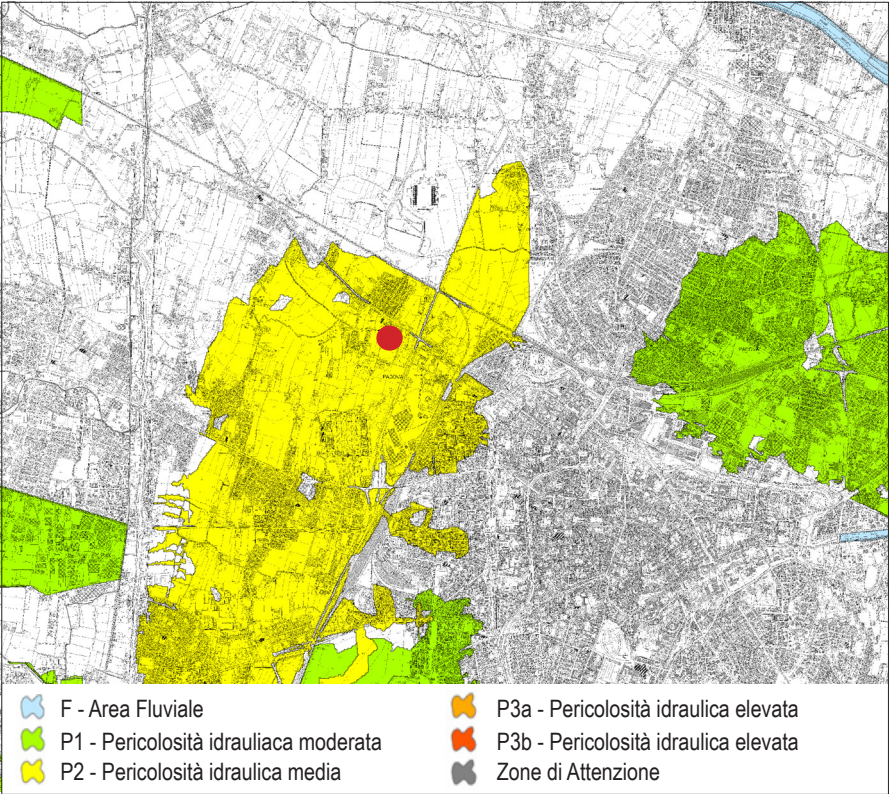 PADOVA
F - Area Fluviale
P1 - Pericolosità idrauliaca moderata
P2 - Pericolosità idraulica media
P3a - Pericolosità idraulica elevata
P3b - Pericolosità idraulica elevata
Zone di Attenzione